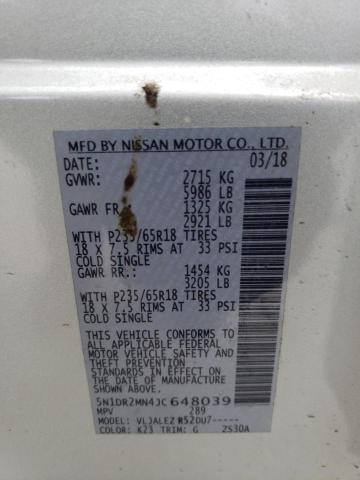 MFD BY NISSAN MOTOR CO., LTD.
DATE: 03/18
GVWR: 2715 KG
5986 LB
GAWR FR 1325 KG
2921 LB
WITH P235/65R18 TIRES
18 X 7.5 RIMS AT 33 PSI
COLD SINGLE
GAWR RR.: 1454 KG
3205 LB
WITH P235/65R18 TIRES
18 X 7.5 RIMS AT 33 PSI
COLD SINGLE
THIS VEHICLE CONFORMS TO
ALL APPLICABLE FEDERAL
MOTOR VEHICLE SAFETY AND
THEFT PREVENTION
STANDARDS IN EFFECT ON
THE DATE OF MANUFACTURE
SHOWN ABOVE.
5N1DR2MN4JC648039
MPV 289
MODEL: VLJALEZ R52DU7-----
COLOR: K23 TRIM: G ZS30A